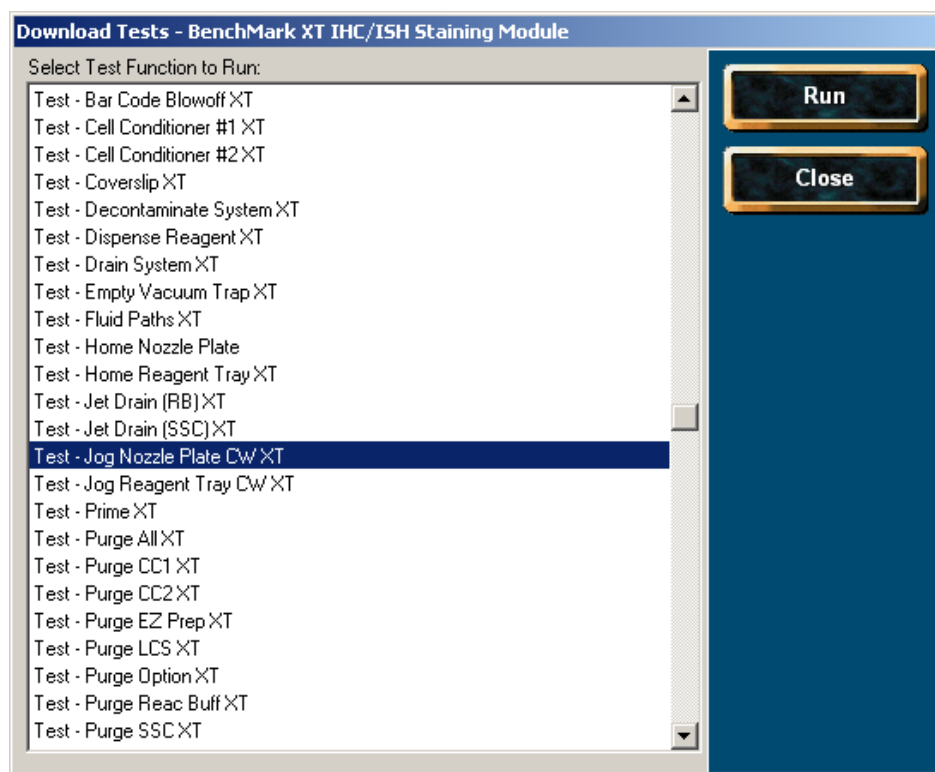 Download Tests - BenchMark XT IHC/ISH Staining Module
Select Test Function to Run:
Test - Bar Code Blowoff XT
Test - Cell Conditioner #1 XT
Test - Cell Conditioner #2 XT
Test - Coverslip XT
Test - Decontaminate System XT
Test - Dispense Reagent XT
Test - Drain System XT
Test - Empty Vacuum Trap XT
Test - Fluid Paths XT
Test - Home Nozzle Plate
Test - Home Reagent Tray XT
Test - Jet Drain (RB) XT
Test - Jet Drain (SSC) XT
Test - Jog Nozzle Plate CW XT
Test - Jog Reagent Tray CW XT
Test - Prime XT
Test - Purge All XT
Test - Purge CC1 XT
Test - Purge CC2 XT
Test - Purge EZ Prep XT
Test - Purge LCS XT
Test - Purge Option XT
Test - Purge Reac Buff XT
Test - Purge SSC XT
Run
Close